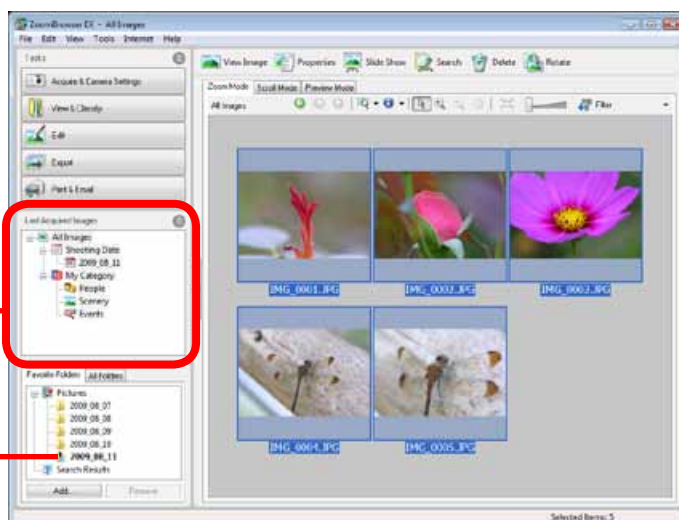 ZoomBrowser EX - All Images
File Edit View Tools Internet Help
Tasks
Acquire & Camera Settings
View & Classify
Edit
Export
Print & Email
View Image Properties Slide Show Search Delete Rotate
Zoom Mode Scroll Mode Preview Mode
All Images
Filter
IMG_0001.JPG IMG_0002.JPG IMG_0003.JPG
IMG_0004.JPG IMG_0005.JPG
Last Acquired Images
All Images
Shooting Date
2009_08_11
My Category
People
Scenery
Events
Favorite Folders All Folders
Pictures
2009_08_07
2009_08_08
2009_08_09
2009_08_10
2009_08_11
Search Results
Add... Remove
Selected Items: 5